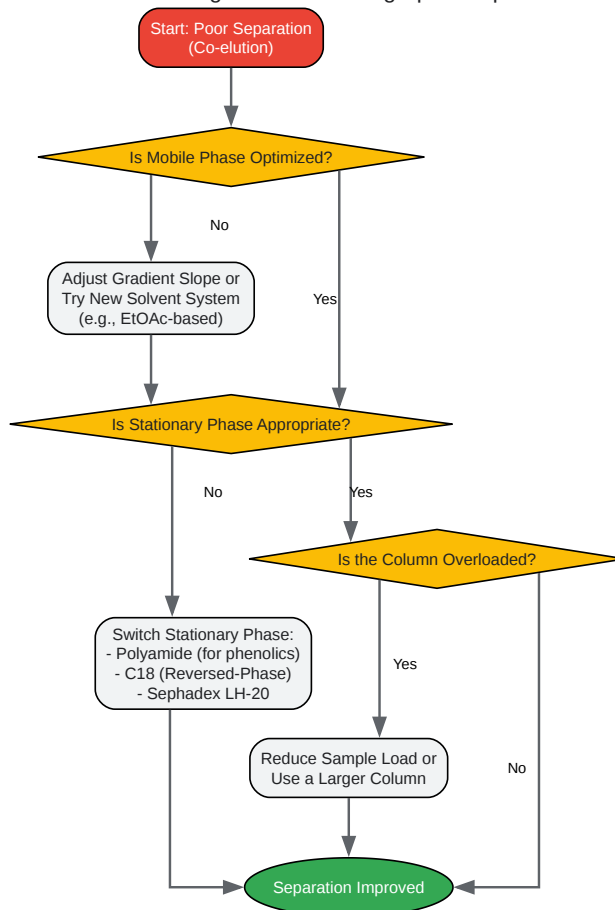 Start: Poor Separation
(Co-elution)
Is Mobile Phase Optimized?
No
Adjust Gradient Slope or
Try New Solvent System
(e.g., EtOAc-based)
Yes
Is Stationary Phase Appropriate?
No
Yes
Is the Column Overloaded?
Switch Stationary Phase:
- Polyamide (for phenolics)
- C18 (Reversed-Phase)
- Sephadex LH-20
Yes
Reduce Sample Load or
Use a Larger Column
No
Separation Improved